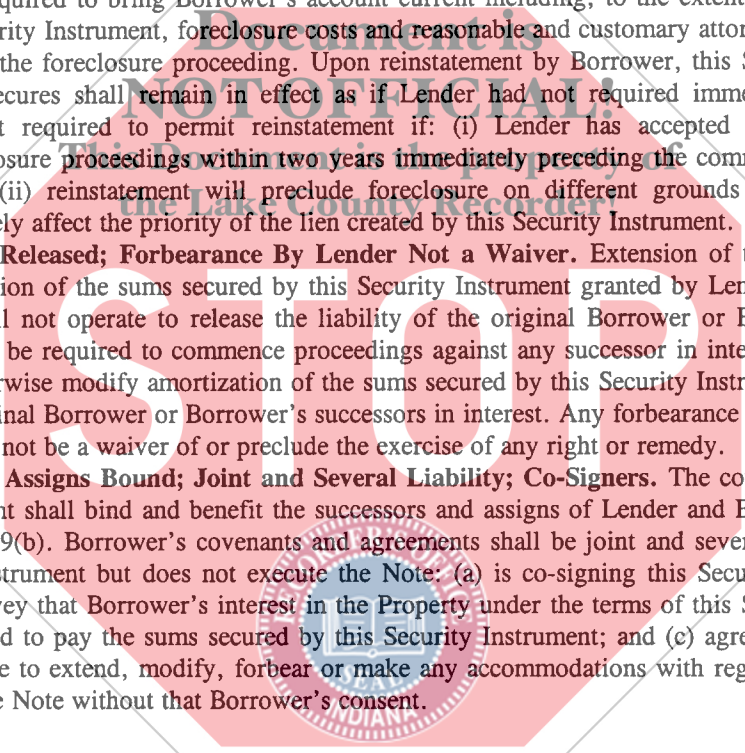 quired to bring Borrower's account current including, to the extent
rity Instrument, foreclosure costs and reasonable and customary attor
the foreclosure proceeding. Upon reinstatement by Borrower, this S
ecures shall remain in effect as if Lender had not required imme
t required to permit reinstatement if: (i) Lender has accepted
osure proceedings within two years immediately preceding the comm
(ii) reinstatement will preclude foreclosure on different grounds
ely affect the priority of the lien created by this Security Instrument.
Released; Forbearance By Lender Not a Waiver. Extension of t
ion of the sums secured by this Security Instrument granted by Len
ll not operate to release the liability of the original Borrower or B
be required to commence proceedings against any successor in inte
rwise modify amortization of the sums secured by this Security Instr
inal Borrower or Borrower's successors in interest. Any forbearance
not be a waiver of or preclude the exercise of any right or remedy.
Assigns Bound; Joint and Several Liability; Co-Signers. The co
nt shall bind and benefit the successors and assigns of Lender and B
9(b). Borrower's covenants and agreements shall be joint and sever
strument but does not execute the Note: (a) is co-signing this Secu
vey that Borrower's interest in the Property under the terms of this S
d to pay the sums secured by this Security Instrument; and (c) agre
e to extend, modify, forbear or make any accommodations with reg
e Note without that Borrower's consent.
Document is
NOT OFFICIAL!
This Document is the property of
the Lake County Recorder!
STOP
SEAL
INDIANA